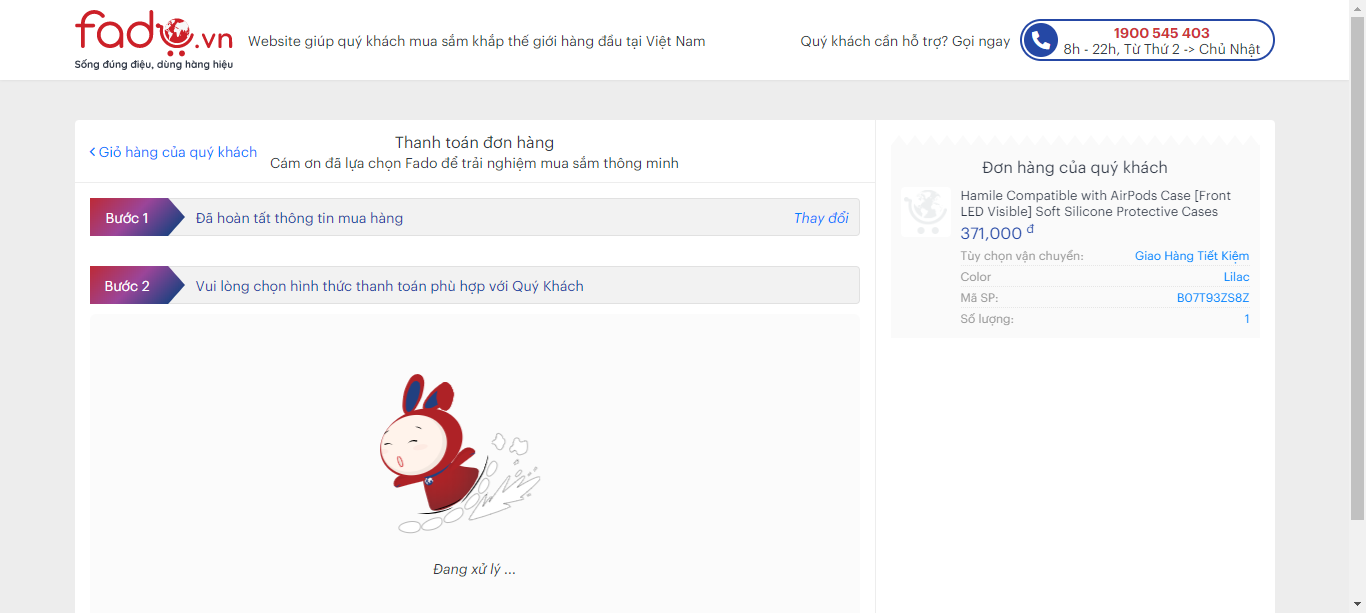 fado.vn
Sống đúng điệu, dùng hàng hiệu
Website giúp quý khách mua sắm khắp thế giới hàng đầu tại Việt Nam
Quý khách cần hỗ trợ? Gọi ngay
1900 545 403
8h - 22h, Từ Thứ 2 -> Chủ Nhật
Giỏ hàng của quý khách
Thanh toán đơn hàng
Cám ơn đã lựa chọn Fado để trải nghiệm mua sắm thông minh
Bước 1
Đã hoàn tất thông tin mua hàng
Thay đổi
Bước 2
Vui lòng chọn hình thức thanh toán phù hợp với Quý Khách
Đang xử lý ...
Đơn hàng của quý khách
Hamile Compatible with AirPods Case [Front
LED Visible] Soft Silicone Protective Cases
371,000 đ
Tùy chọn vận chuyển: Giao Hàng Tiết Kiệm
Color Lilac
Mã SP: B07T93ZS8Z
Số lượng: 1